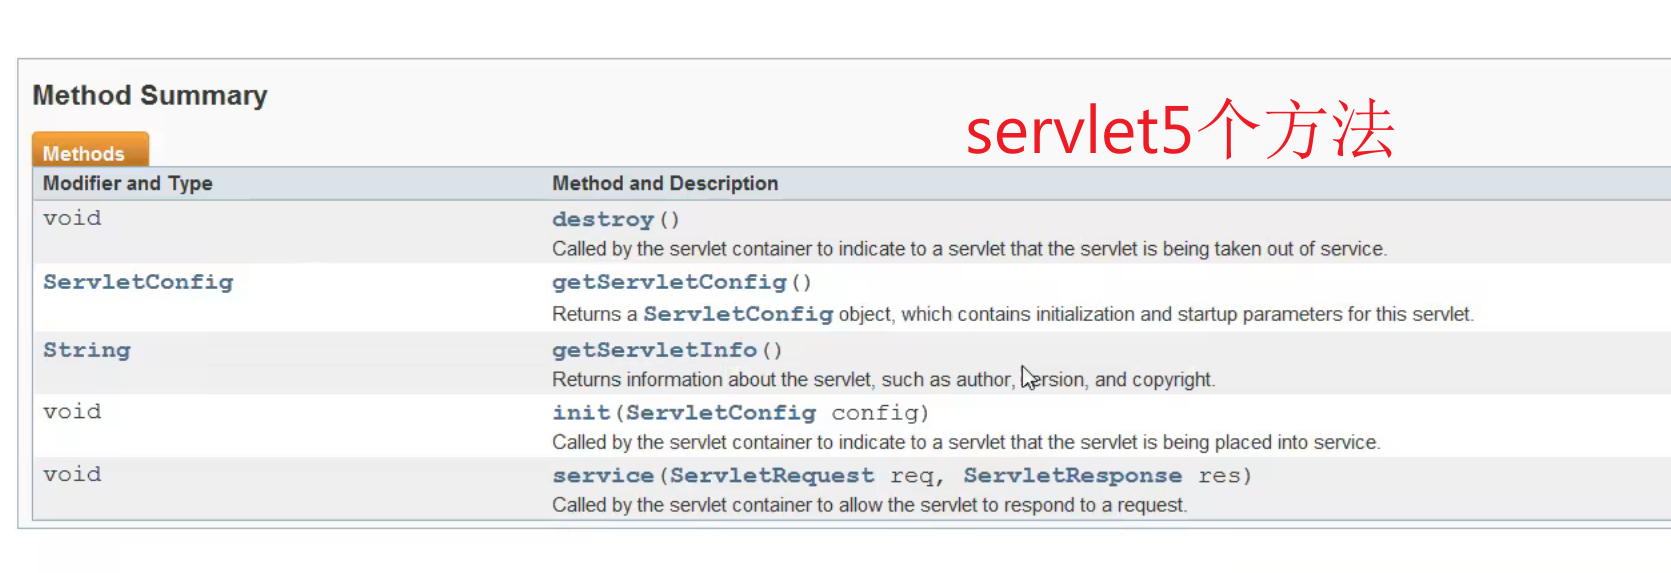 Method Summary
servlet5个方法
Methods
Modifier and Type Method and Description
void destroy()
Called by the servlet container to indicate to a servlet that the servlet is being taken out of service.
ServletConfig getServletConfig()
Returns a ServletConfig object, which contains initialization and startup parameters for this servlet.
String getServletInfo()
Returns information about the servlet, such as author, version, and copyright.
void init(ServletConfig config)
Called by the servlet container to indicate to a servlet that the servlet is being placed into service.
void service(ServletRequest req, ServletResponse res)
Called by the servlet container to allow the servlet to respond to a request.